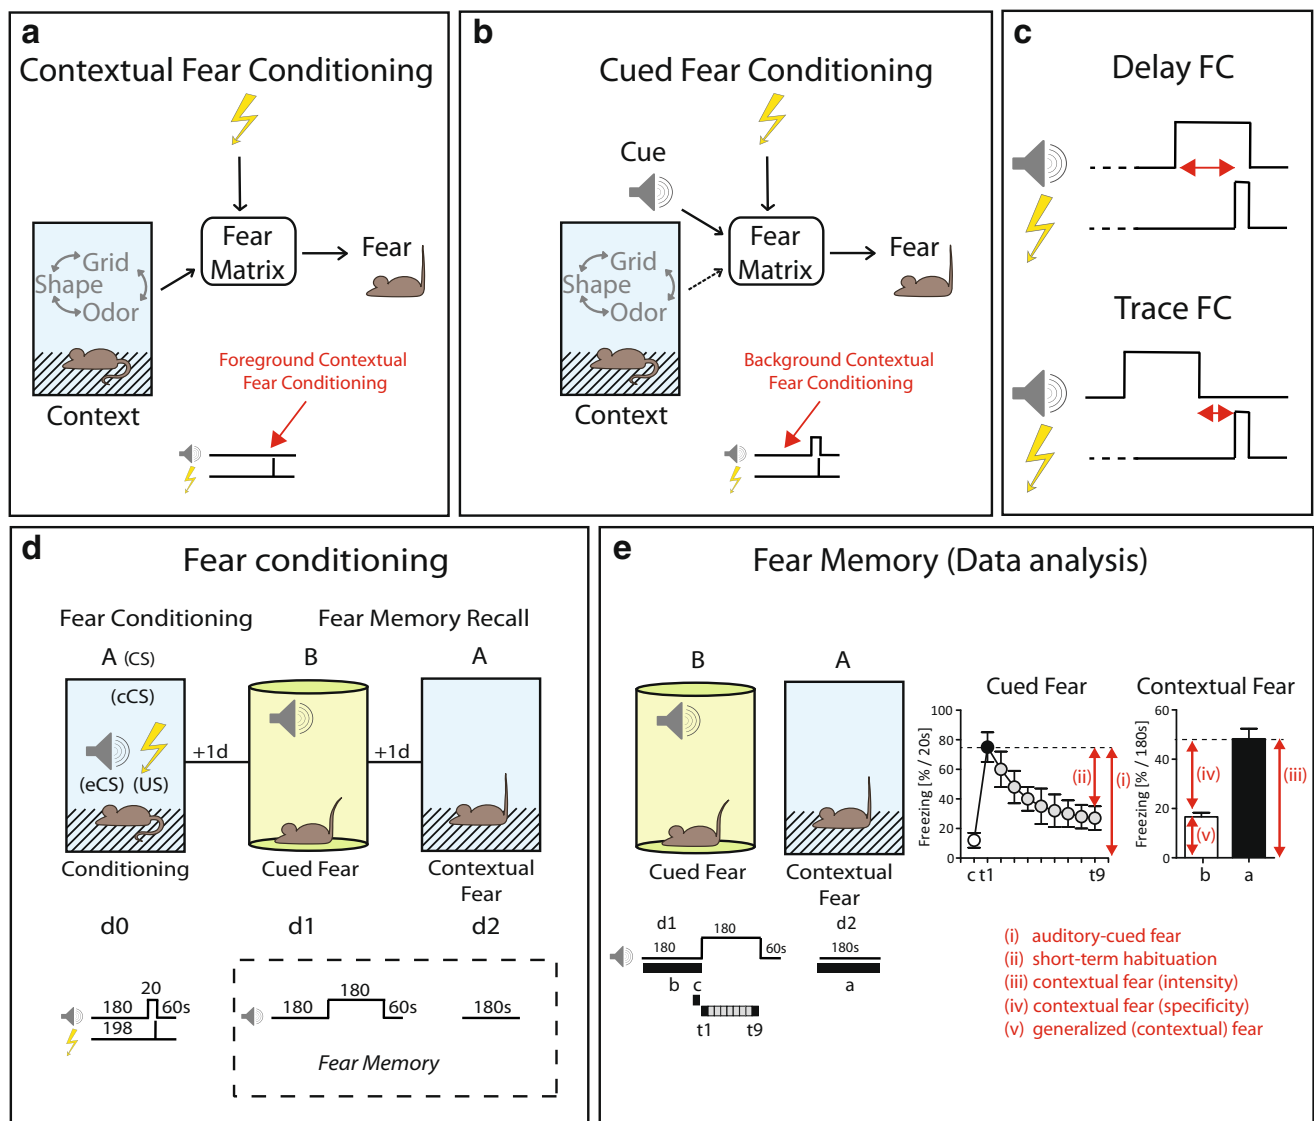 a
Contextual Fear Conditioning
Grid
Shape
Odor
Fear
Matrix
Fear
Context
Foreground Contextual
Fear Conditioning
b
Cued Fear Conditioning
Cue
Grid
Shape
Odor
Fear
Matrix
Fear
Context
Background Contextual
Fear Conditioning
c
Delay FC
Trace FC
d
Fear conditioning
Fear Conditioning
Fear Memory Recall
A (CS)
B
A
(cCS)
(eCS) (US)
+1d
+1d
Conditioning
Cued Fear
Contextual
Fear
d0
d1
d2
20
180
60s
198
180
180
60s
180s
Fear Memory
e
Fear Memory (Data analysis)
B
A
Cued Fear
Contextual
Fear
d1
180
180
60s
b
c
t1
t9
d2
180s
a
Cued Fear
Freezing [% / 20s]
100
80
60
40
20
0
c t1
t9
(ii)
(i)
Contextual Fear
Freezing [% / 180s]
60
40
20
0
b
a
(iv)
(v)
(iii)
(i) auditory-cued fear
(ii) short-term habituation
(iii) contextual fear (intensity)
(iv) contextual fear (specificity)
(v) generalized (contextual) fear